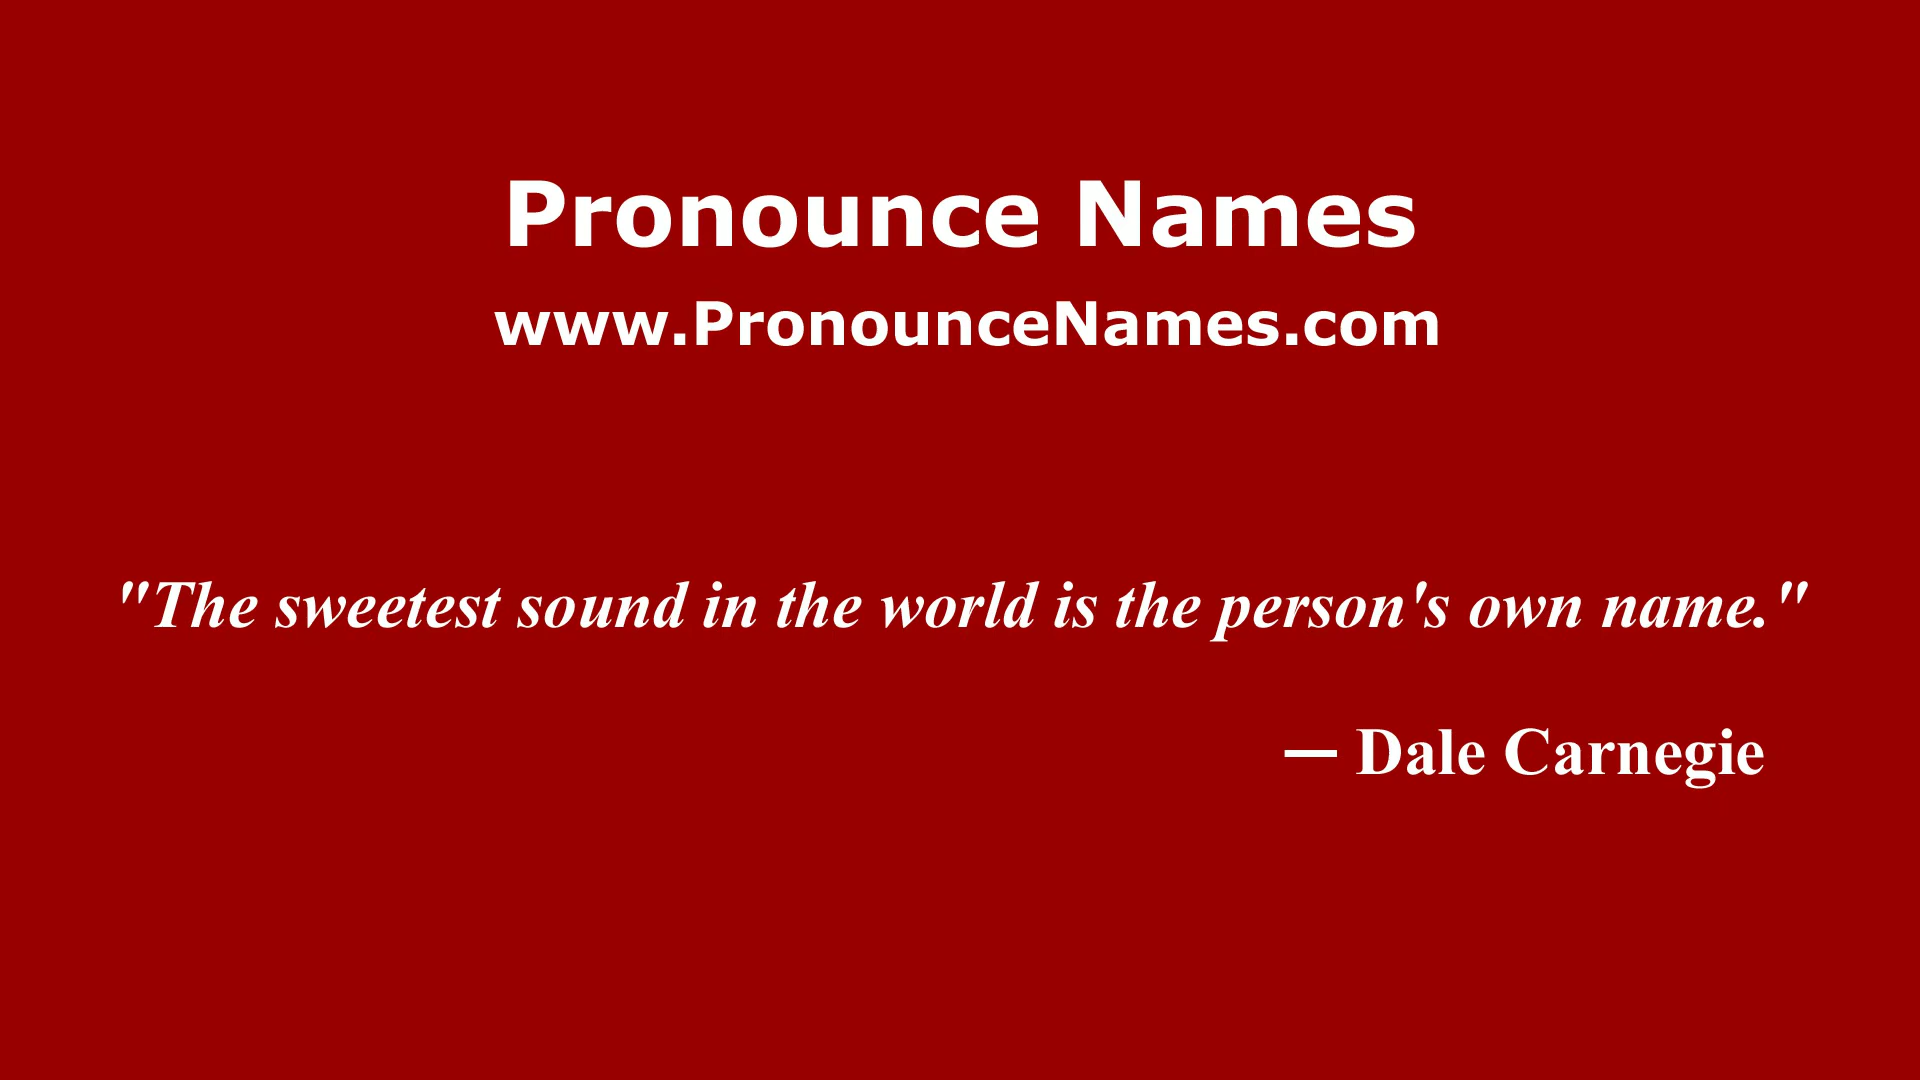 Pronounce Names
www.PronounceNames.com
"The sweetest sound in the world is the person's own name."
— Dale Carnegie